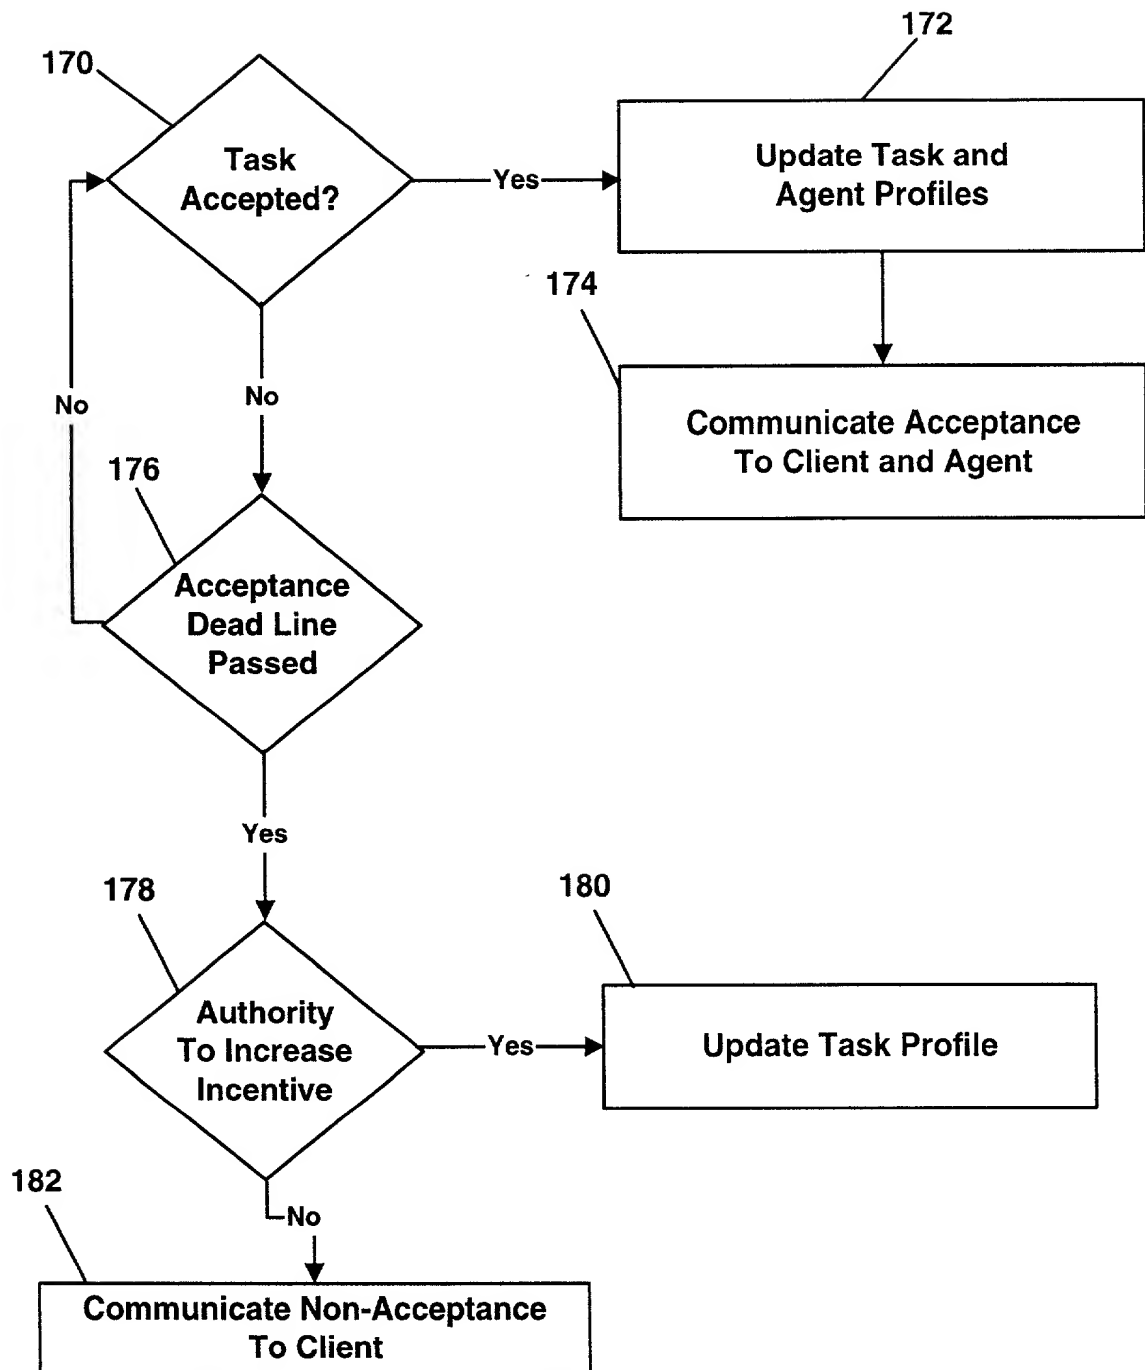 172
170
Task
Accepted?
Yes
Update Task and
Agent Profiles
174
No
No
Communicate Acceptance
To Client and Agent
176
Acceptance
Dead Line
Passed
Yes
178
180
Authority
To Increase
Incentive
Yes
Update Task Profile
182
No
Communicate Non-Acceptance
To Client